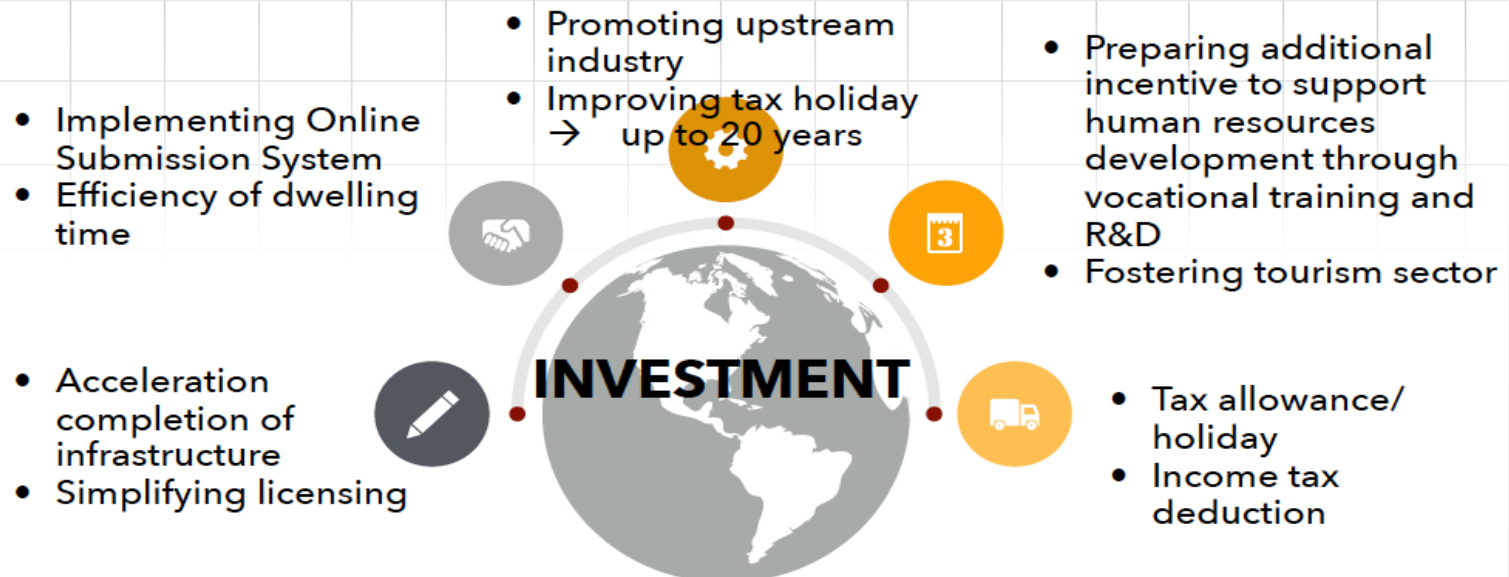 • Promoting upstream
industry
• Improving tax holiday
→ up to 20 years
• Implementing Online
Submission System
• Efficiency of dwelling
time
• Preparing additional
incentive to support
human resources
development through
vocational training and
R&D
• Fostering tourism sector
3
INVESTMENT
• Acceleration
completion of
infrastructure
• Simplifying licensing
• Tax allowance/
holiday
• Income tax
deduction